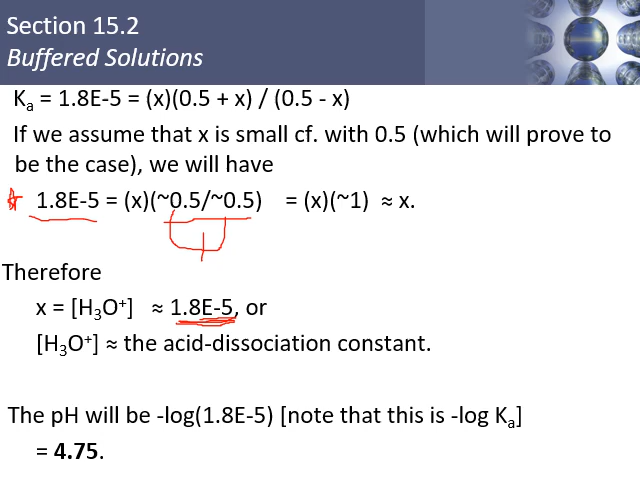 Section 15.2
Buffered Solutions
Kₐ = 1.8E-5 = (x)(0.5 + x) / (0.5 - x)
If we assume that x is small cf. with 0.5 (which will prove to
be the case), we will have
1.8E-5 = (x)(~0.5/~0.5) = (x)(~1) ≈ x.
Therefore
x = [H₃O⁺] ≈ 1.8E-5, or
[H₃O⁺] ≈ the acid-dissociation constant.
The pH will be -log(1.8E-5) [note that this is -log Kₐ]
= 4.75.